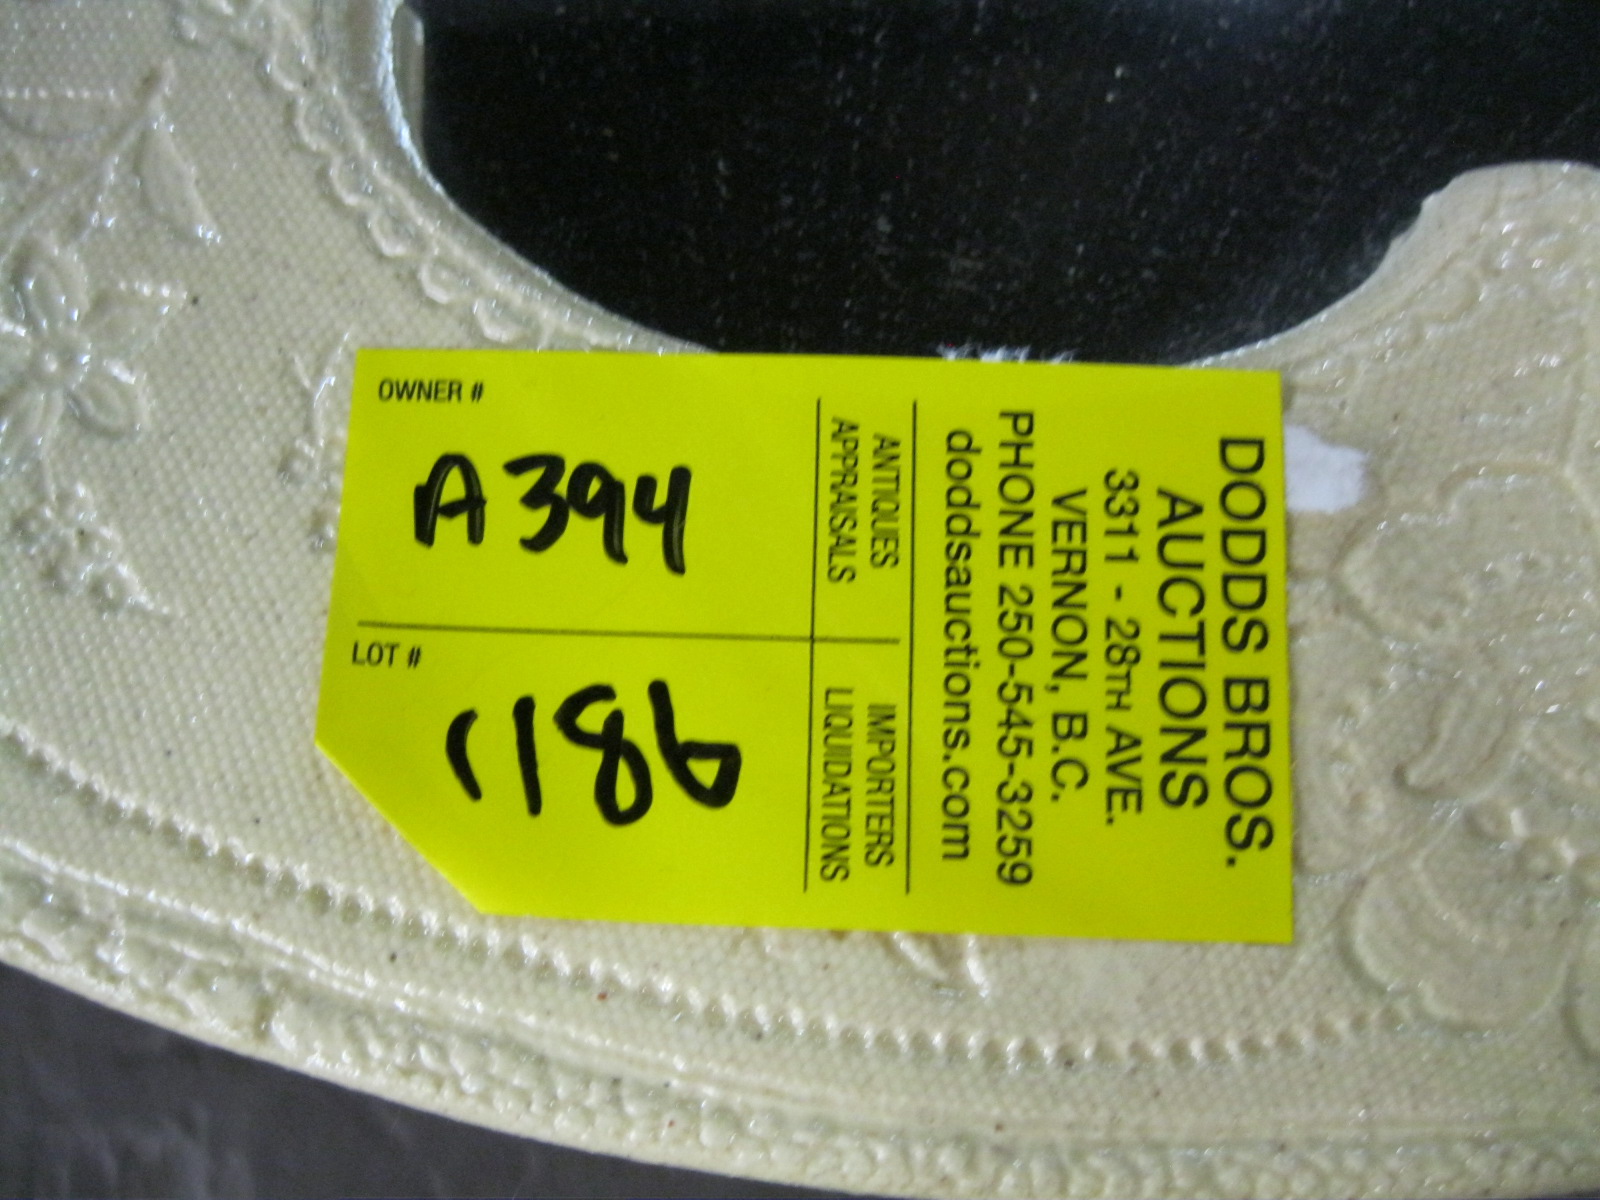 DODDS BROS.
AUCTIONS
3311 - 28TH AVE.
VERNON, B.C.
PHONE 250-545-3259
doddsauctions.com
ANTIQUES
APPRAISALS
IMPORTERS
LIQUIDATIONS
OWNER #
A394
LOT #
1186